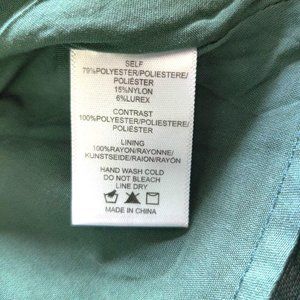 SELF
79%POLYESTER/POLIESTERE/
POLIÉSTER
15%NYLON
6%LUREX
CONTRAST
100%POLYESTER/POLIESTERE/
POLIÉSTER
LINING
100%RAYON/RAYONNE/
KUNSTSEIDE/RAION/RAYÓN
HAND WASH COLD
DO NOT BLEACH
LINE DRY
MADE IN CHINA